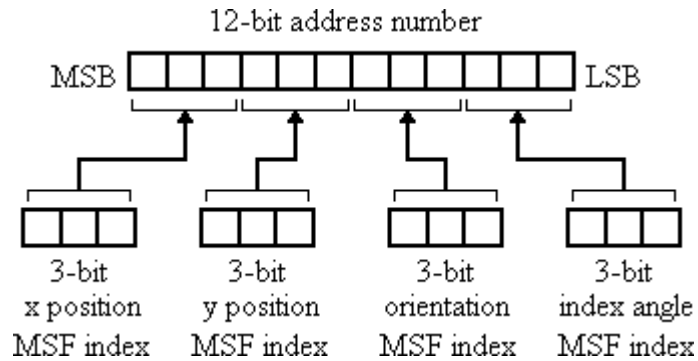 12-bit address number
MSB LSB
3-bit 3-bit 3-bit 3-bit
x position y position orientation index angle
MSF index MSF index MSF index MSF index